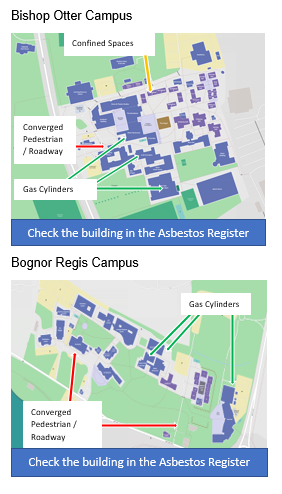 Bishop Otter Campus
Confined Spaces
Converged
Pedestrian
/ Roadway
Gas Cylinders
Check the building in the Asbestos Register
Bognor Regis Campus
Gas Cylinders
Converged
Pedestrian /
Roadway
Check the building in the Asbestos Register